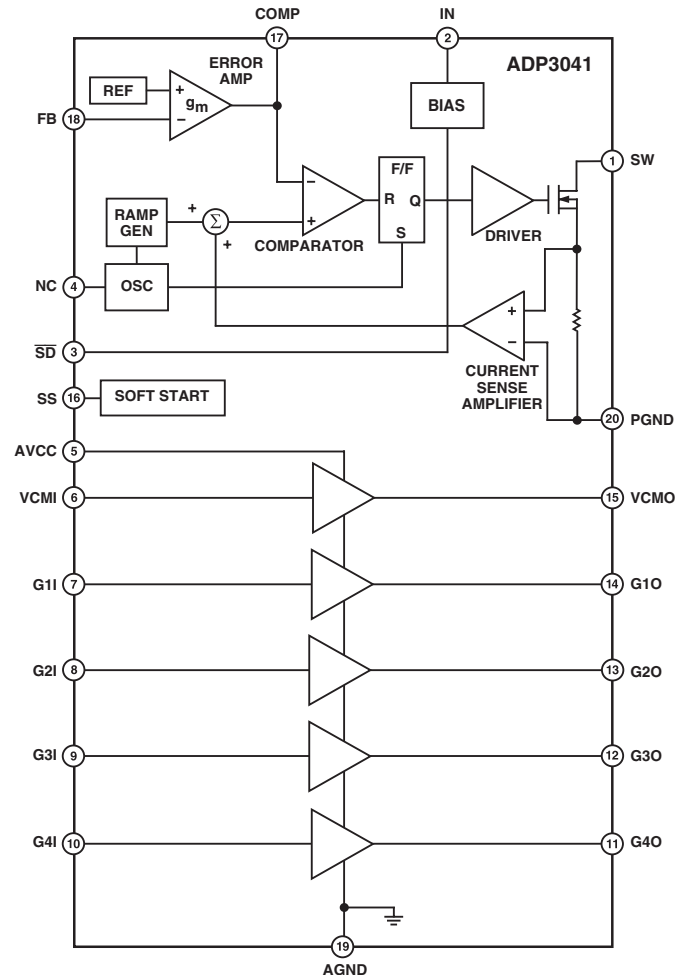 COMP
IN
17
2
ERROR
AMP
ADP3041
REF
+
gm
−
BIAS
FB
18
F/F
1
SW
−
R
Q
RAMP
GEN
+
Σ
+
+
COMPARATOR
S
DRIVER
NC
4
OSC
+
−
SD
3
CURRENT
SENSE
AMPLIFIER
SS
16
SOFT START
20
PGND
AVCC
5
VCMI
6
15
VCMO
G1I
7
14
G1O
G2I
8
13
G2O
G3I
9
12
G3O
G4I
10
11
G4O
19
AGND